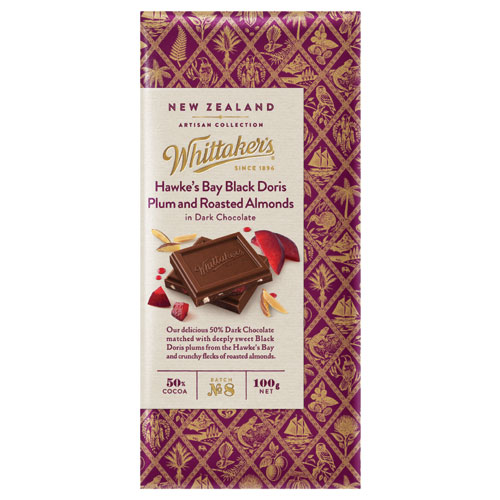 NEW ZEALAND
ARTISAN COLLECTION
Whittaker's
SINCE 1896
Hawke's Bay Black Doris
Plum and Roasted Almonds
in Dark Chocolate
Whittaker's
Our delicious 50% Dark Chocolate
matched with deeply sweet Black
Doris plums from the Hawke's Bay
and crunchy flecks of roasted almonds.
50% COCOA
BATCH №8
100g NET